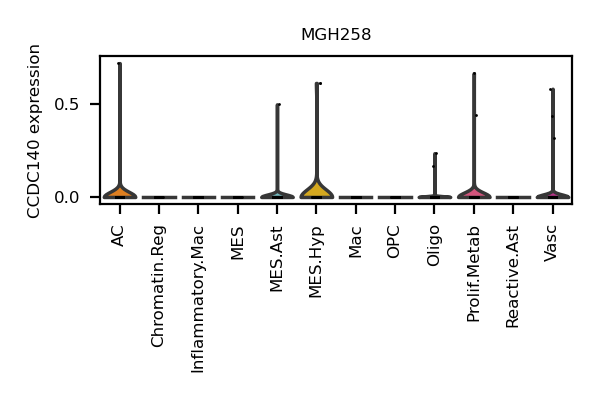 MGH258
CCDC140 expression
0.5
0.0
AC
Chromatin.Reg
Inflammatory.Mac
MES
MES.Ast
MES.Hyp
Mac
OPC
Oligo
Prolif.Metab
Reactive.Ast
Vasc